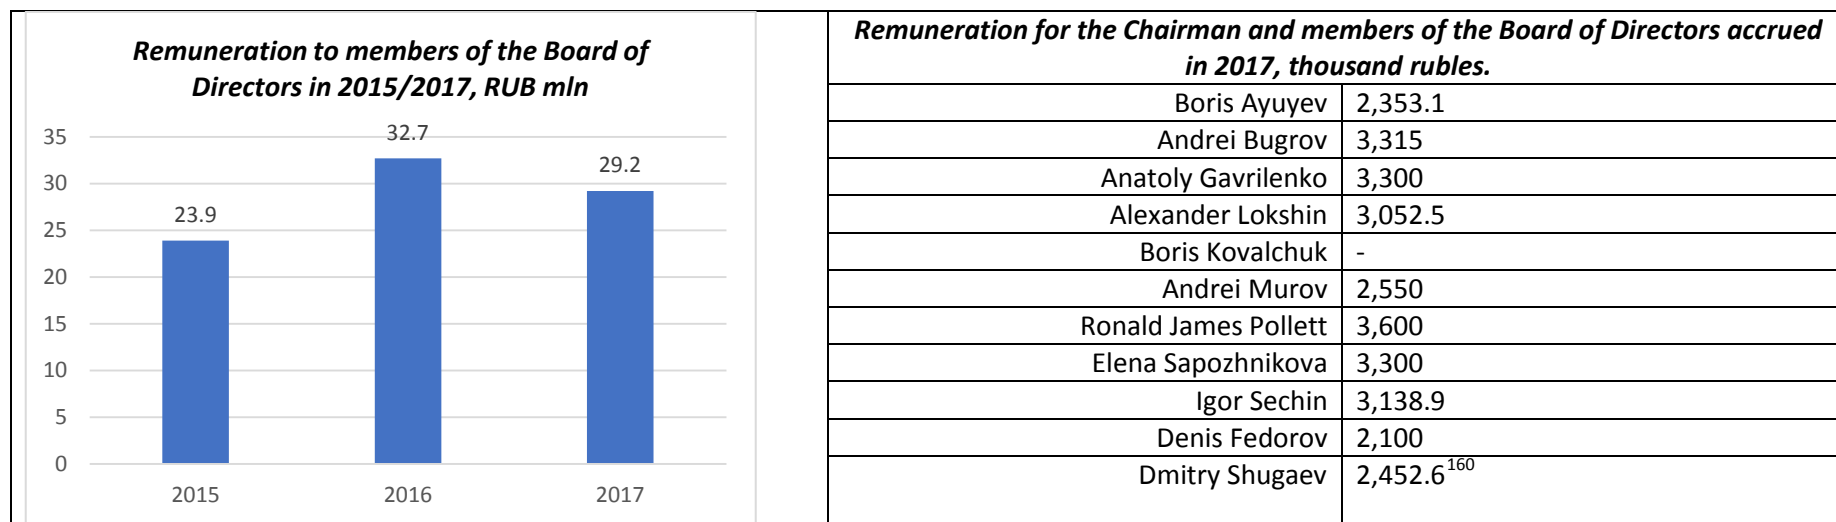 Remuneration to members of the Board of
Directors in 2015/2017, RUB mln
35
30
25
20
15
10
5
0
23.9
32.7
29.2
2015
2016
2017
Remuneration for the Chairman and members of the Board of Directors accrued
in 2017, thousand rubles.
Boris Ayuyev 2,353.1
Andrei Bugrov 3,315
Anatoly Gavrilenko 3,300
Alexander Lokshin 3,052.5
Boris Kovalchuk -
Andrei Murov 2,550
Ronald James Pollett 3,600
Elena Sapozhnikova 3,300
Igor Sechin 3,138.9
Denis Fedorov 2,100
Dmitry Shugaev 2,452.6160